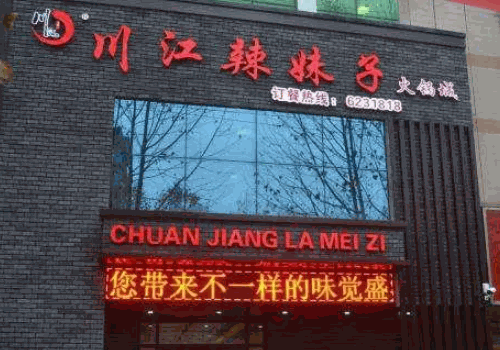 川江辣妹子 火锅城
订餐热线：6231818
CHUAN JIANG LA MEI ZI
您带来不一样的味觉盛